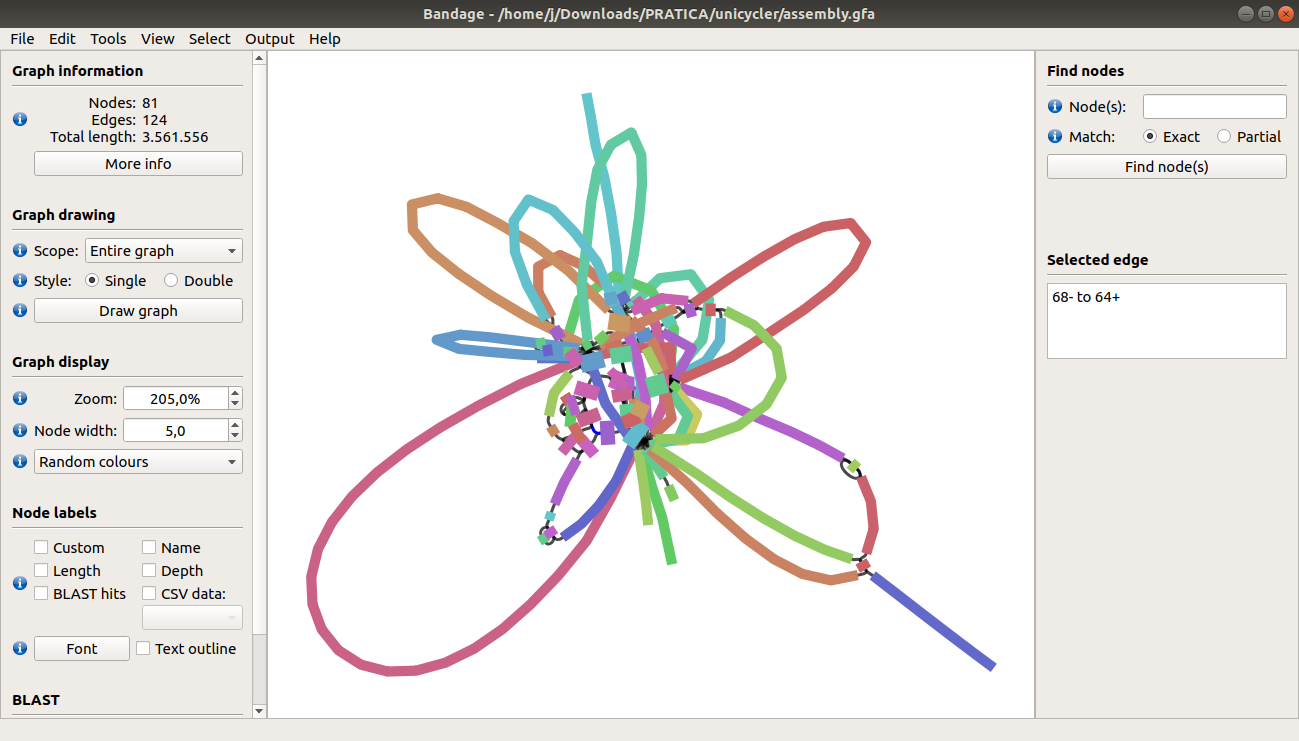 Bandage - /home/j/Downloads/PRATICA/unicycler/assembly.gfa
File Edit Tools View Select Output Help
Graph information
Nodes: 81
Edges: 124
Total length: 3.561.556
More info
Graph drawing
Scope: Entire graph
Style: Single Double
Draw graph
Graph display
Zoom: 205,0%
Node width: 5,0
Random colours
Node labels
Custom Name
Length Depth
BLAST hits CSV data:
Font Text outline
BLAST
Find nodes
Node(s):
Match: Exact Partial
Find node(s)
Selected edge
68- to 64+